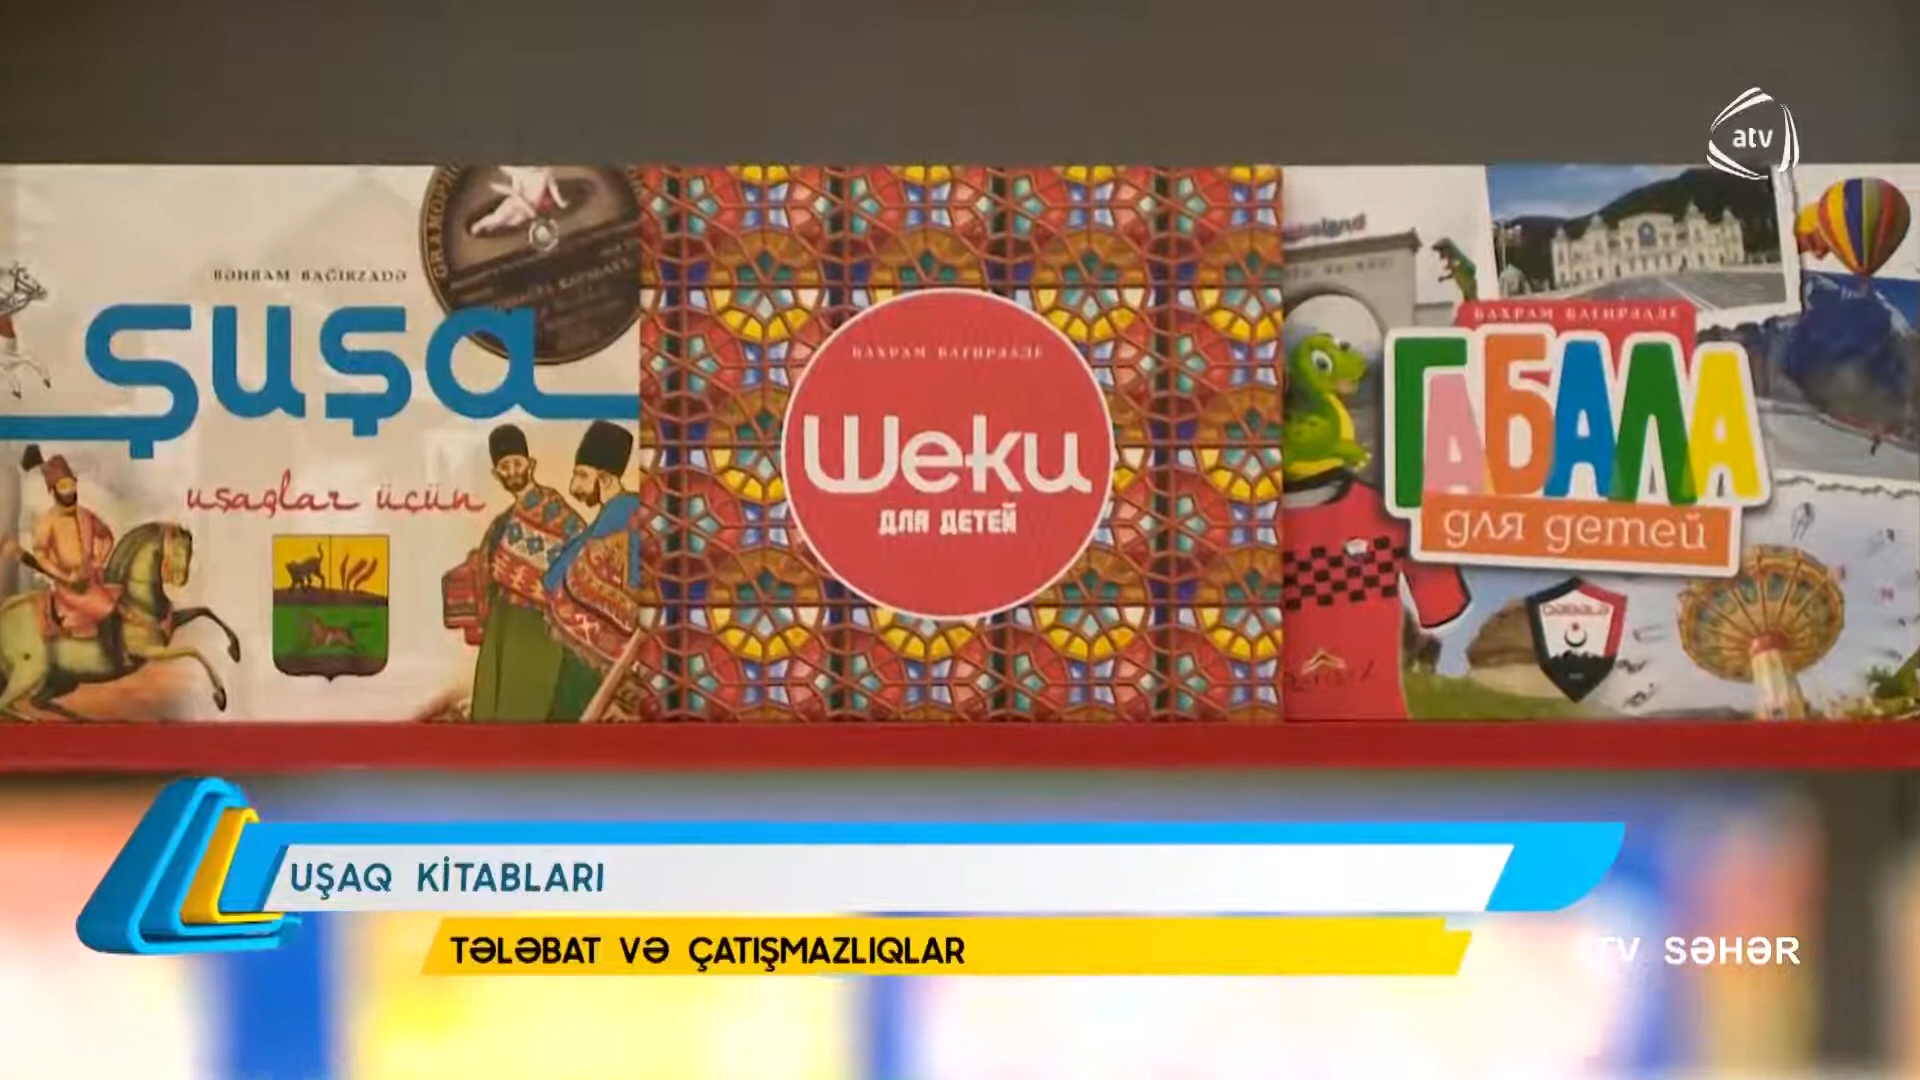 atv
BƏHRAM BAĞIRZADƏ
şuşa
uşaqlar üçün
БАХРАМ БАГИРЗАДЕ
Шеки
ДЛЯ ДЕТЕЙ
БАХРАМ БАГИРЗАДЕ
ГАБАЛА
для детей
QƏBƏLƏ
UŞAQ KİTABLARI
TƏLƏBAT VƏ ÇATIŞMAZLIQLAR
ATV SƏHƏR